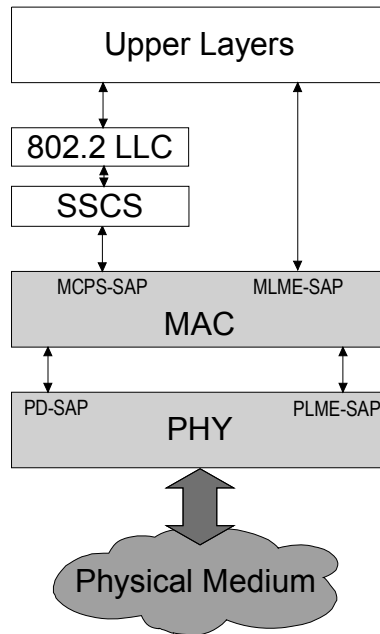 Upper Layers
802.2 LLC
SSCS
MCPS-SAP
MLME-SAP
MAC
PD-SAP
PLME-SAP
PHY
Physical Medium